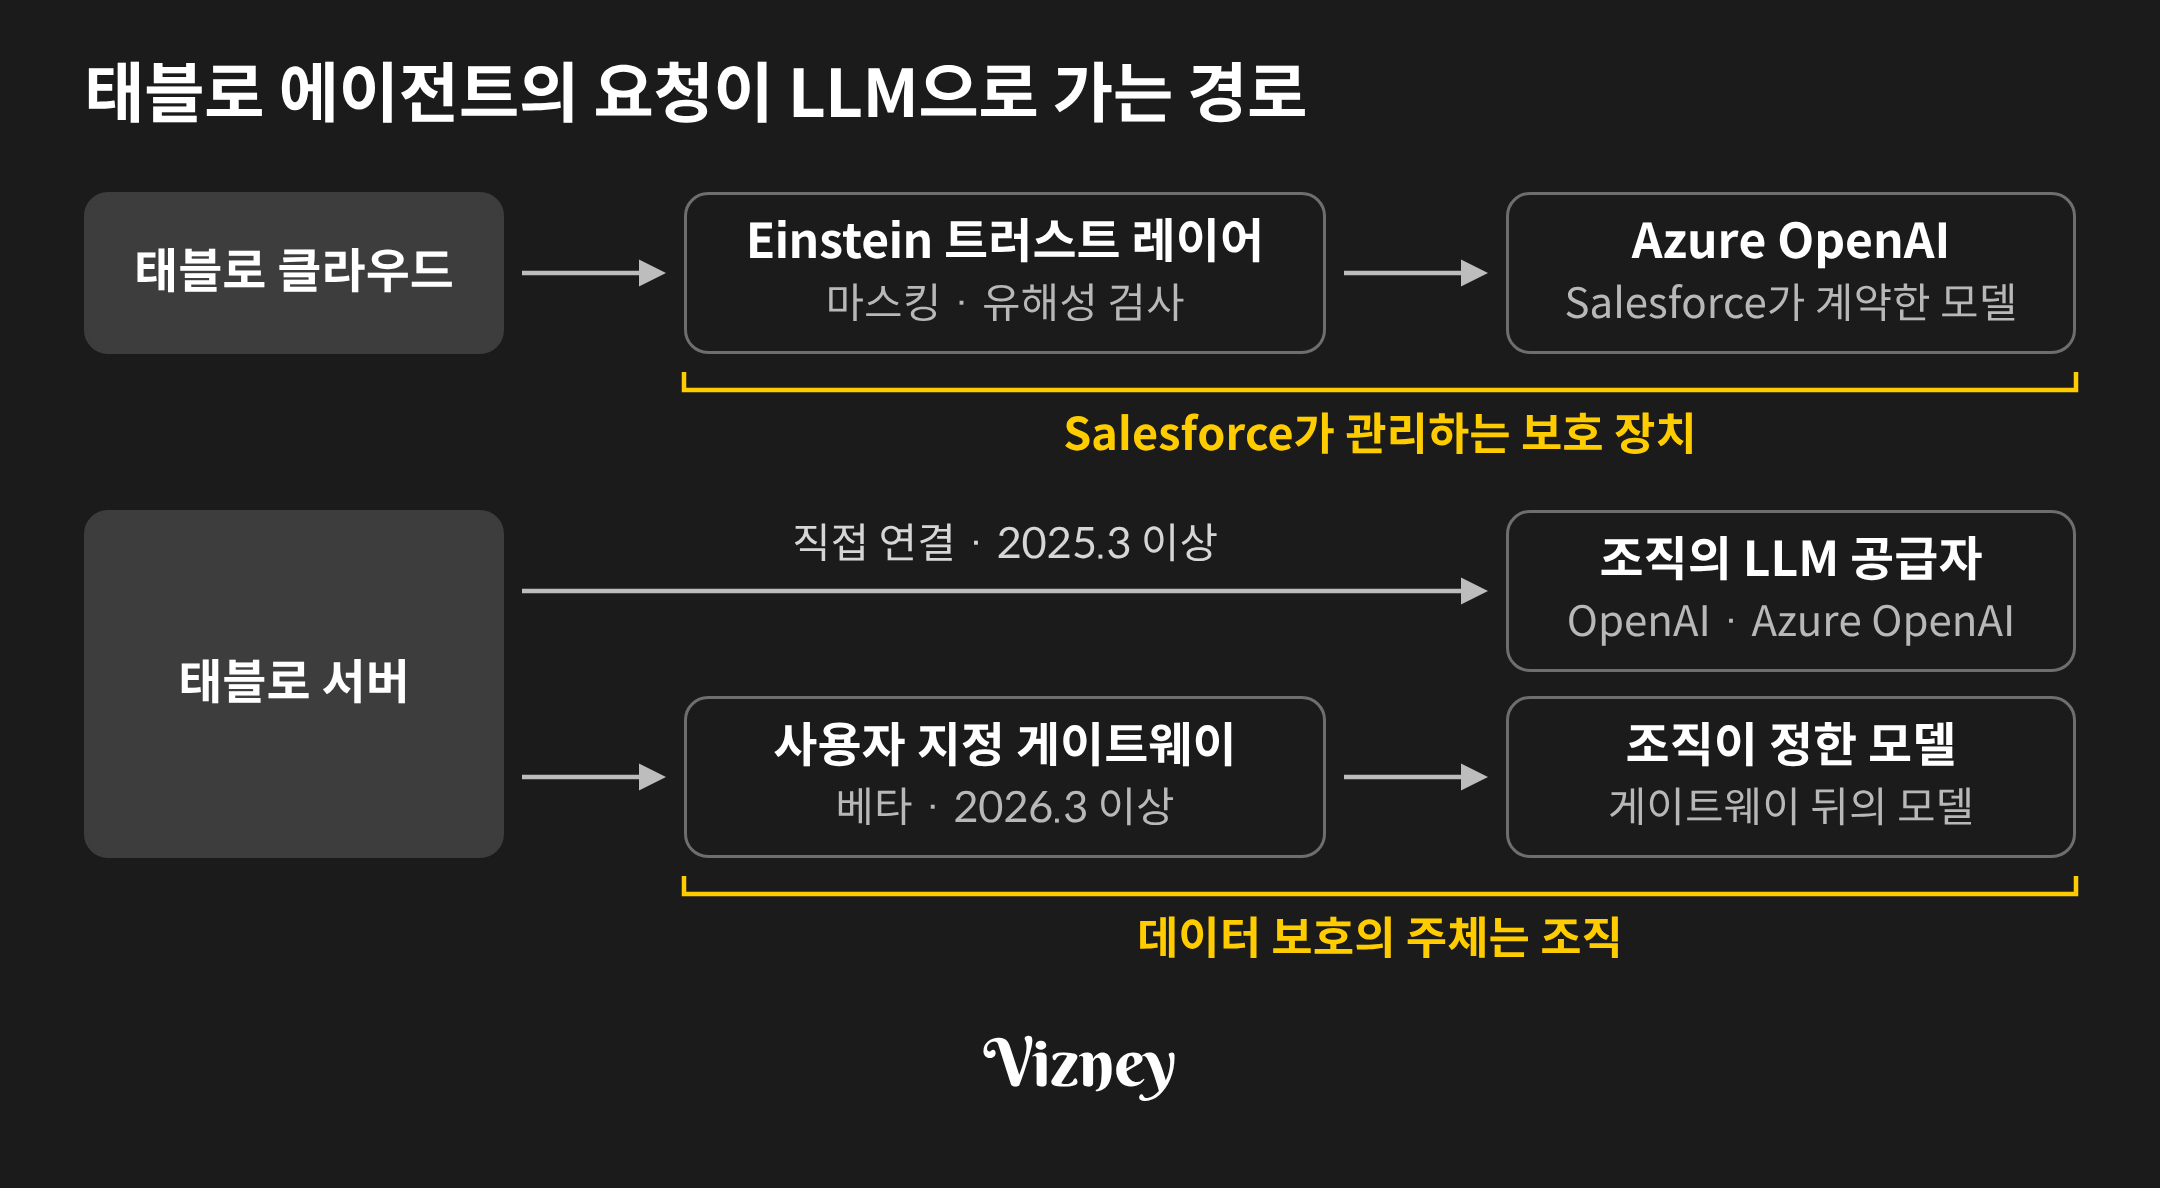 태블로 에이전트의 요청이 LLM으로 가는 경로
태블로 클라우드
Einstein 트러스트 레이어
마스킹 · 유해성 검사
Azure OpenAI
Salesforce가 계약한 모델
Salesforce가 관리하는 보호 장치
태블로 서버
직접 연결 · 2025.3 이상
조직의 LLM 공급자
OpenAI · Azure OpenAI
사용자 지정 게이트웨이
베타 · 2026.3 이상
조직이 정한 모델
게이트웨이 뒤의 모델
데이터 보호의 주체는 조직
Vizney